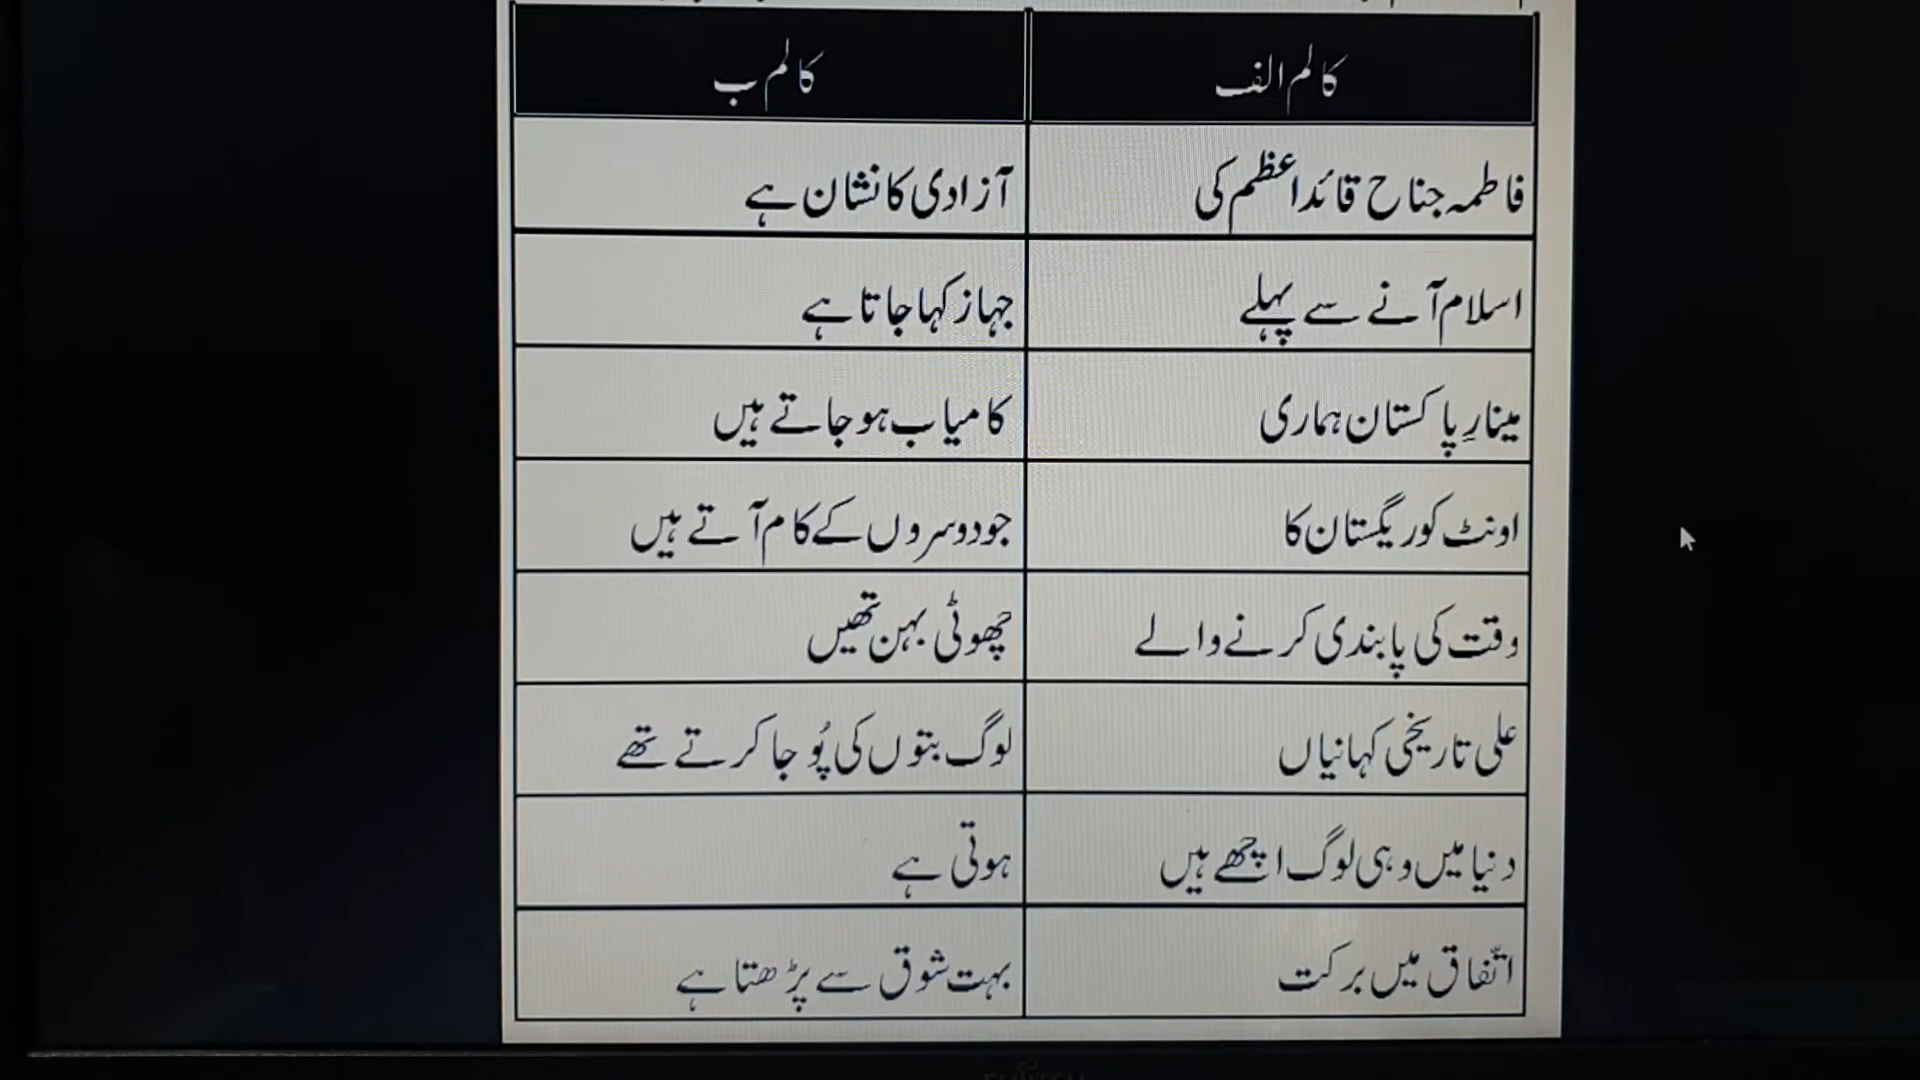 کالم الف	کالم ب
فاطمہ جناح قائداعظم کی	آزادی کا نشان ہے
اسلام آنے سے پہلے	جہاز کہا جاتا ہے
مینارِ پاکستان ہماری	کامیاب ہو جاتے ہیں
اونٹ کو ریگستان کا	جو دوسروں کے کام آتے ہیں
وقت کی پابندی کرنے والے	چھوٹی بہن تھیں
علی تاریخی کہانیاں	لوگ بتوں کی پُوجا کرتے تھے
دنیا میں وہی لوگ اچھے ہیں	ہوتی ہے
اتّفاق میں برکت	بہت شوق سے پڑھتا ہے